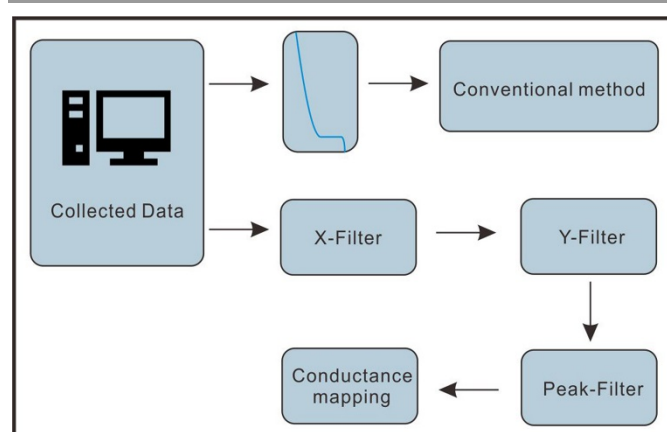 Conventional method
Collected Data
X-Filter
Y-Filter
Conductance
mapping
Peak-Filter